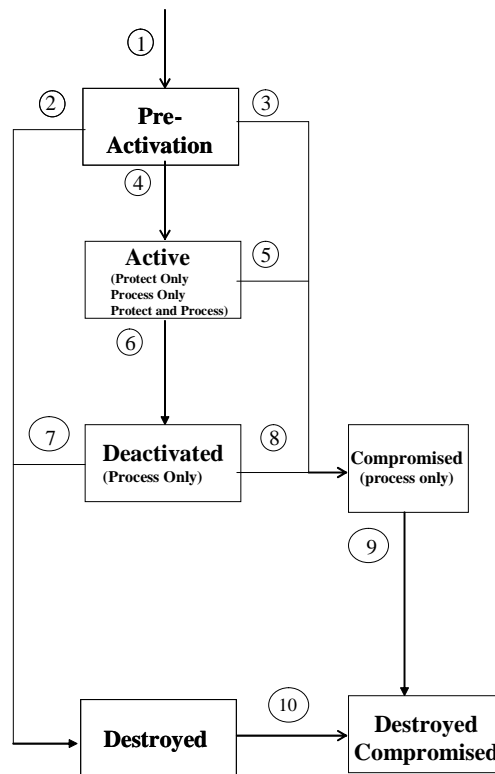 1
2
3
Pre-
Activation
4
Active
(Protect Only
Process Only
Protect and Process)
5
6
7
Deactivated
(Process Only)
8
Compromised
(process only)
9
10
Destroyed
Destroyed
Compromised